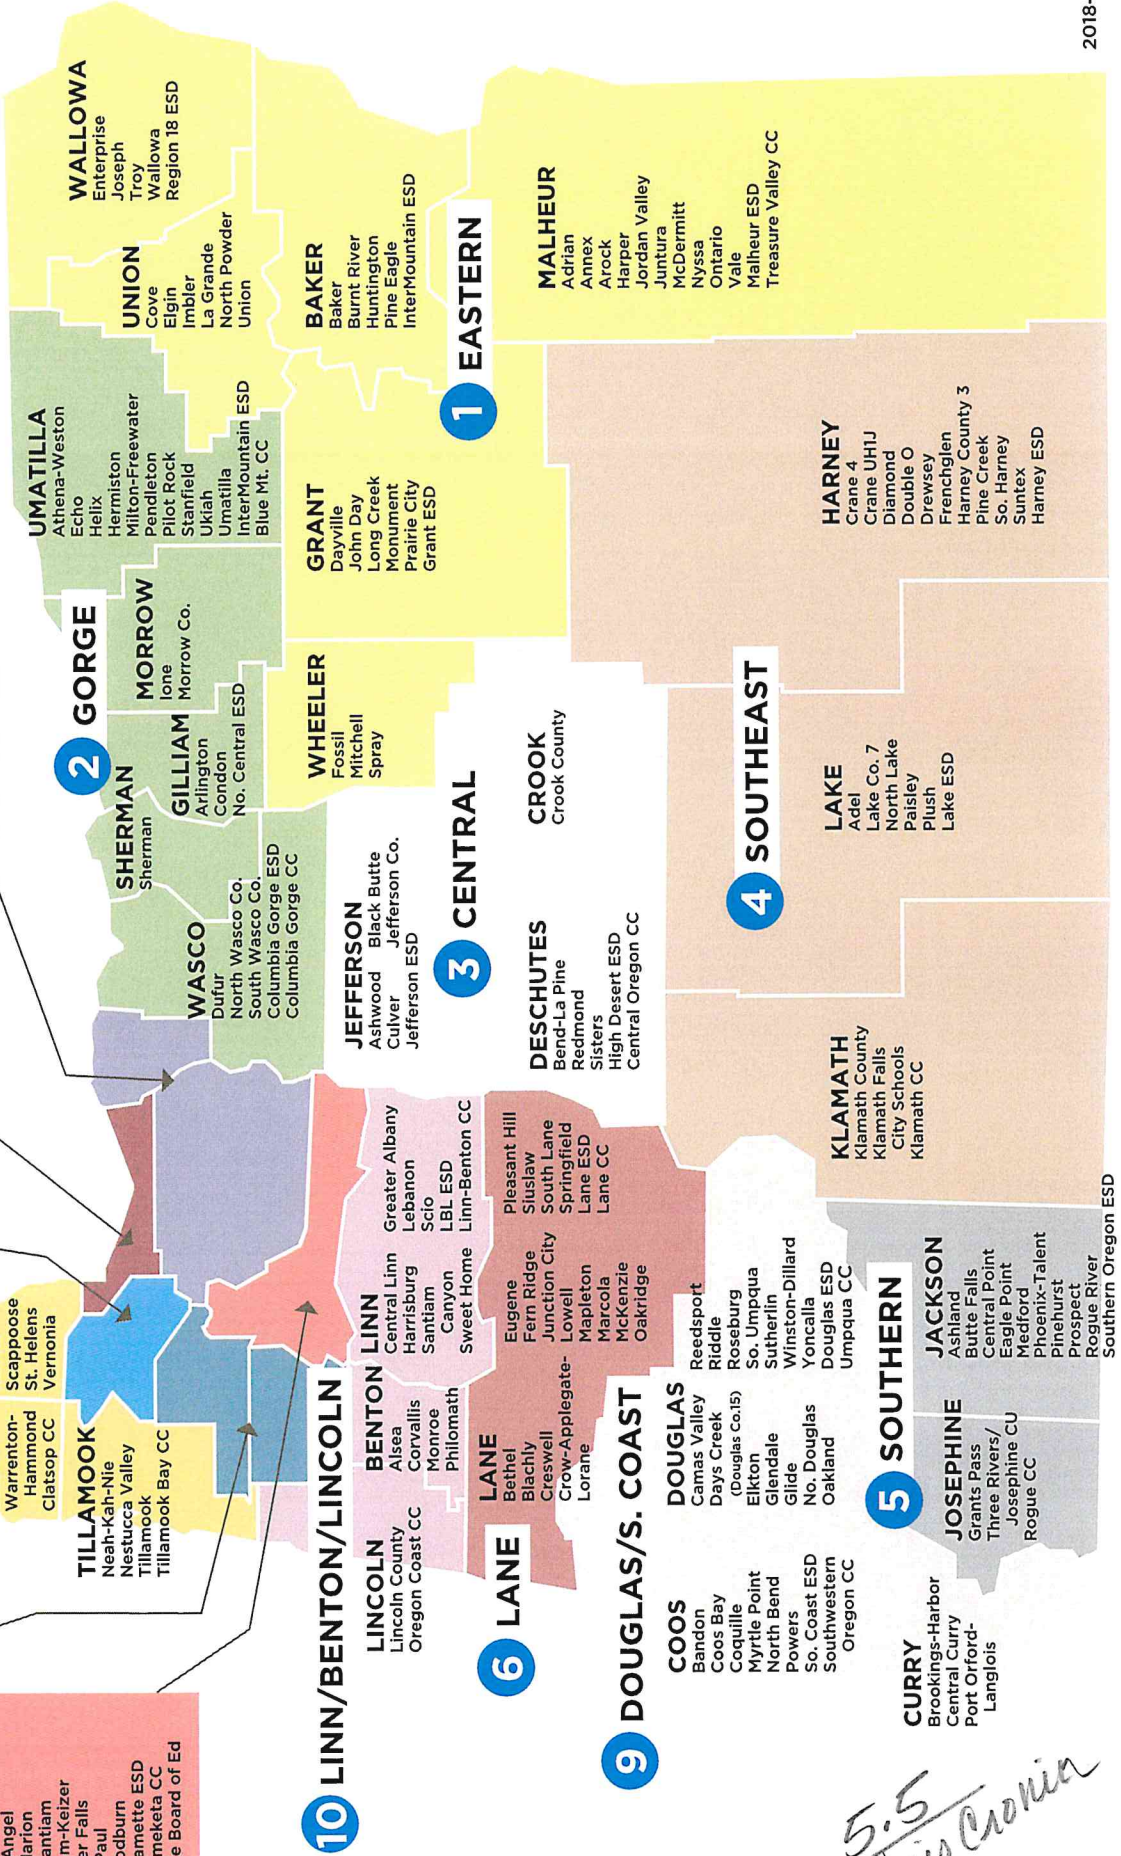 Angel
arion
antiam
m-Keizer
er Falls
Paul
odburn
amette ESD
meketa CC
e Board of Ed
Warrenton-
Hammond
Clatsop CC
Scappoose
St. Helens
Vernonia
TILLAMOOK
Neah-Kah-Nie
Nestucca Valley
Tillamook
Tillamook Bay CC
2 GORGE
WASCO
Dufur
North Wasco Co.
South Wasco Co.
Columbia Gorge ESD
Columbia Gorge CC
SHERMAN
Sherman
GILLIAM
Arlington
Condon
No. Central ESD
MORROW
Ione
Morrow Co.
UMATILLA
Athena-Weston
Echo
Helix
Hermiston
Milton-Freewater
Pendleton
Pilot Rock
Stanfield
Ukiah
Umatilla
InterMountain ESD
Blue Mt. CC
UNION
Cove
Elgin
Imbler
La Grande
North Powder
Union
WALLOWA
Enterprise
Joseph
Troy
Wallowa
Region 18 ESD
10 LINN/BENTON/LINCOLN
LINCOLN
Lincoln County
Oregon Coast CC
BENTON
Alsea
Corvallis
Monroe
Philomath
LINN
Central Linn
Harrisburg
Santiam
Canyon
Sweet Home
Greater Albany
Lebanon
Scio
LBL ESD
Linn-Benton CC
JEFFERSON
Ashwood Black Butte
Culver Jefferson Co.
Jefferson ESD
WHEELER
Fossil
Mitchell
Spray
GRANT
Dayville
John Day
Long Creek
Monument
Prairie City
Grant ESD
BAKER
Baker
Burnt River
Huntington
Pine Eagle
InterMountain ESD
3 CENTRAL
1 EASTERN
6 LANE
LANE
Bethel
Blachly
Creswell
Crow-Applegate-
Lorane
Eugene
Fern Ridge
Junction City
Lowell
Mapleton
Marcola
McKenzie
Oakridge
Pleasant Hill
Siuslaw
South Lane
Springfield
Lane ESD
Lane CC
DESCHUTES
Bend-La Pine
Redmond
Sisters
High Desert ESD
Central Oregon CC
CROOK
Crook County
MALHEUR
Adrian
Annex
Arock
Harper
Jordan Valley
Juntura
McDermitt
Nyssa
Ontario
Vale
Malheur ESD
Treasure Valley CC
9 DOUGLAS/S. COAST
COOS
Bandon
Coos Bay
Coquille
Myrtle Point
North Bend
Powers
So. Coast ESD
Southwestern
Oregon CC
DOUGLAS
Camas Valley
Days Creek
(Douglas Co.15)
Elkton
Glendale
Glide
No. Douglas
Oakland
Reedsport
Riddle
Roseburg
So. Umpqua
Sutherlin
Winston-Dillard
Yoncalla
Douglas ESD
Umpqua CC
4 SOUTHEAST
KLAMATH
Klamath County
Klamath Falls
City Schools
Klamath CC
LAKE
Adel
Lake Co. 7
North Lake
Paisley
Plush
Lake ESD
HARNEY
Crane 4
Crane UH1J
Diamond
Double O
Drewsey
Frenchglen
Harney County 3
Pine Creek
So. Harney
Suntex
Harney ESD
5 SOUTHERN
CURRY
Brookings-Harbor
Central Curry
Port Orford-
Langlois
JOSEPHINE
Grants Pass
Three Rivers/
Josephine CU
Rogue CC
JACKSON
Ashland
Butte Falls
Central Point
Eagle Point
Medford
Phoenix-Talent
Pinehurst
Prospect
Rogue River
Southern Oregon ESD
5.5
Cronin
2018-